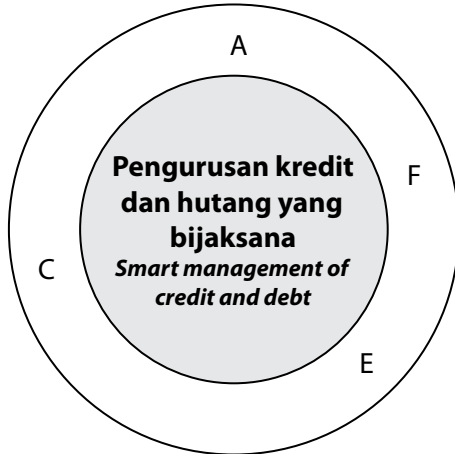 A
F
Pengurusan kredit
dan hutang yang
bijaksana
Smart management of
credit and debt
C
E